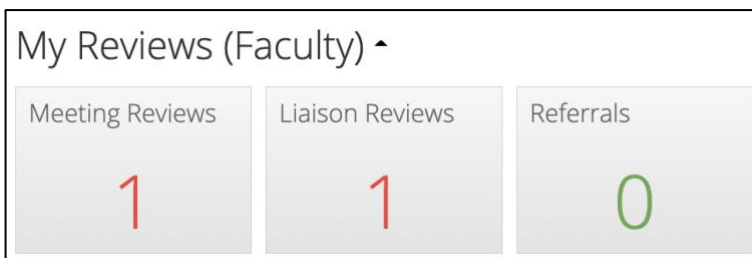 My Reviews (Faculty)
Meeting Reviews
Liaison Reviews
Referrals
1
1
0